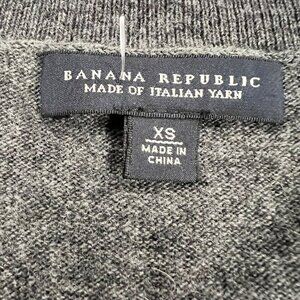 BANANA REPUBLIC
MADE OF ITALIAN YARN
XS
MADE IN
CHINA